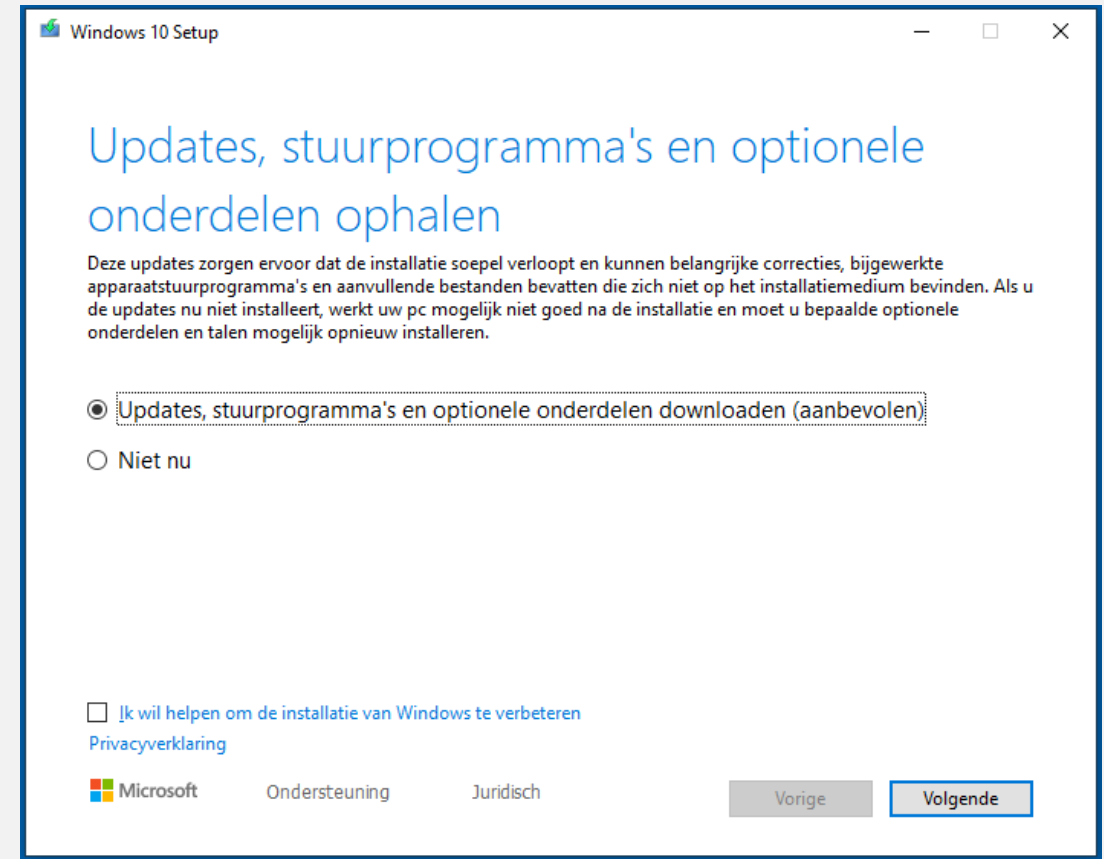 Windows 10 Setup
Updates, stuurprogramma's en optionele
onderdelen ophalen
Deze updates zorgen ervoor dat de installatie soepel verloopt en kunnen belangrijke correcties, bijgewerkte
apparaatstuurprogramma's en aanvullende bestanden bevatten die zich niet op het installatiemedium bevinden. Als u
de updates nu niet installeert, werkt uw pc mogelijk niet goed na de installatie en moet u bepaalde optionele
onderdelen en talen mogelijk opnieuw installeren.
Updates, stuurprogramma's en optionele onderdelen downloaden (aanbevolen)
Niet nu
Ik wil helpen om de installatie van Windows te verbeteren
Privacyverklaring
Microsoft Ondersteuning Juridisch Vorige Volgende